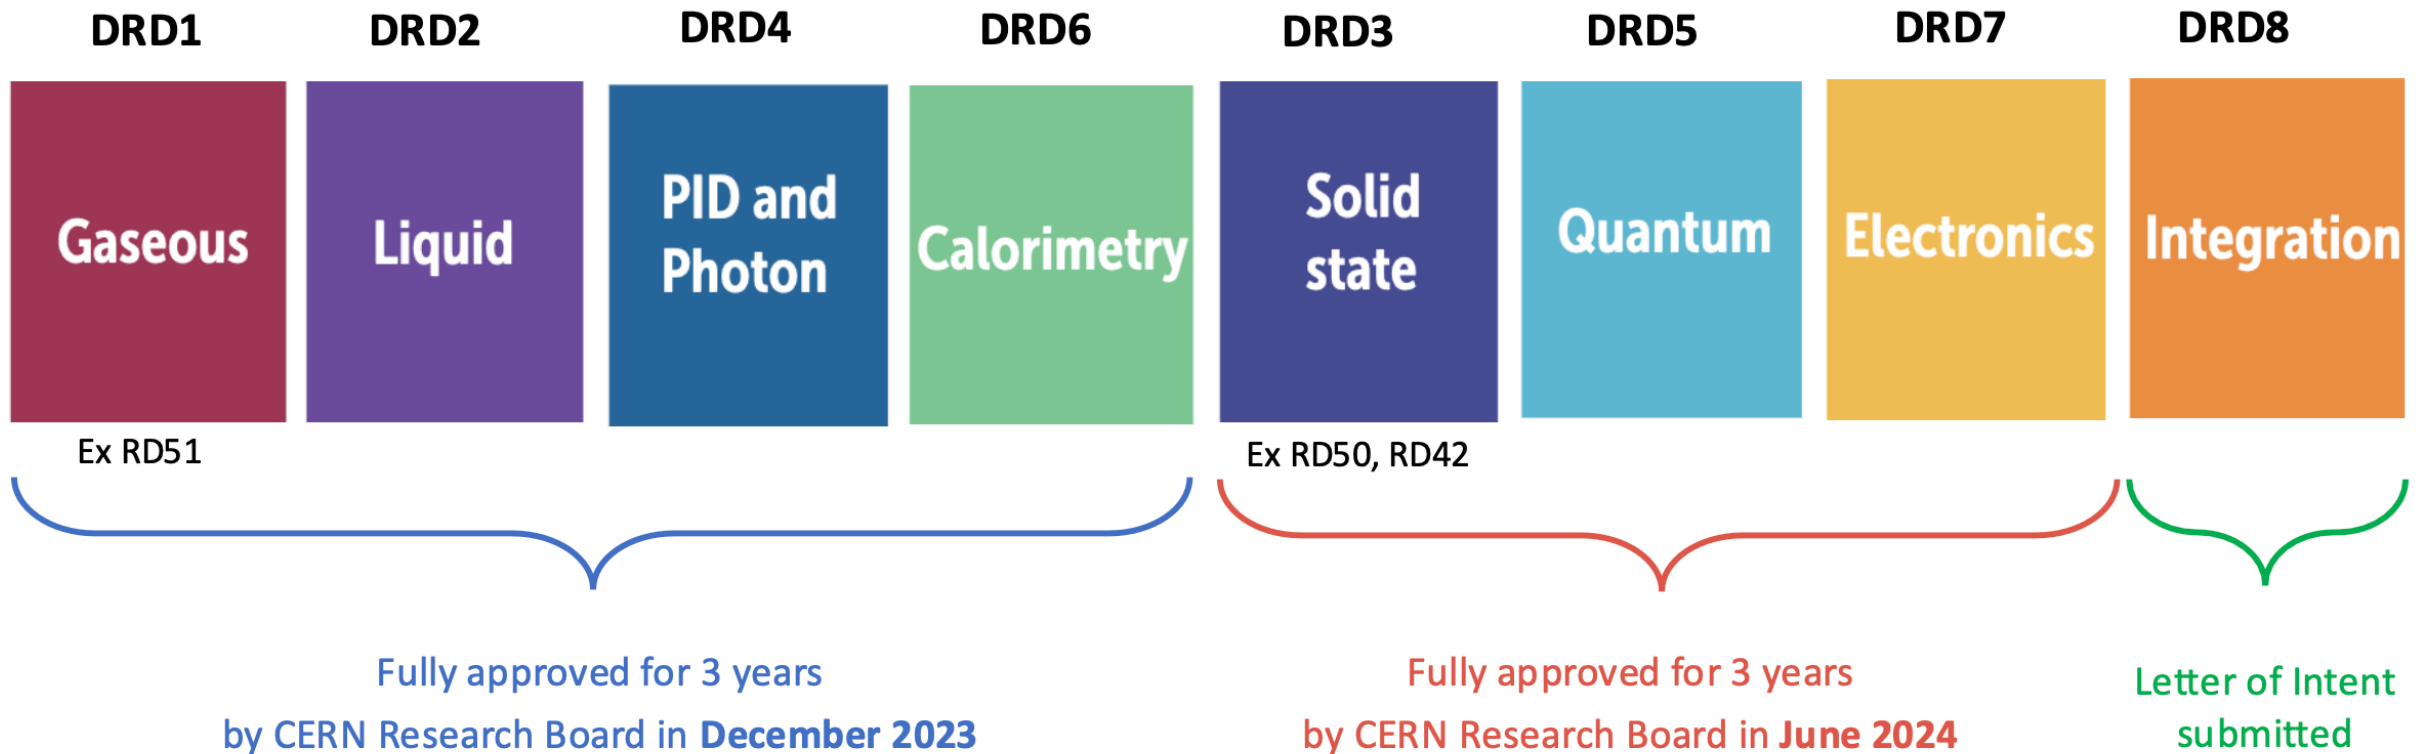 DRD1
DRD2
DRD4
DRD6
DRD3
DRD5
DRD7
DRD8
Gaseous
Liquid
PID and
Photon
Calorimetry
Solid
state
Quantum
Electronics
Integration
Ex RD51
Ex RD50, RD42
Fully approved for 3 years
by CERN Research Board in December 2023
Fully approved for 3 years
by CERN Research Board in June 2024
Letter of Intent
submitted